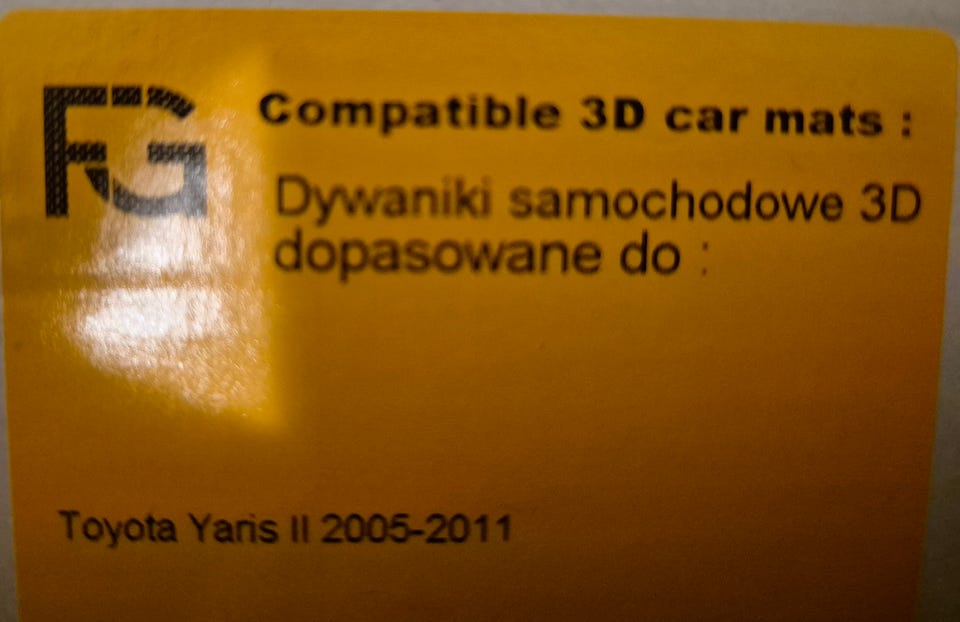 FG
Compatible 3D car mats :
Dywaniki samochodowe 3D
dopasowane do :
Toyota Yaris II 2005-2011